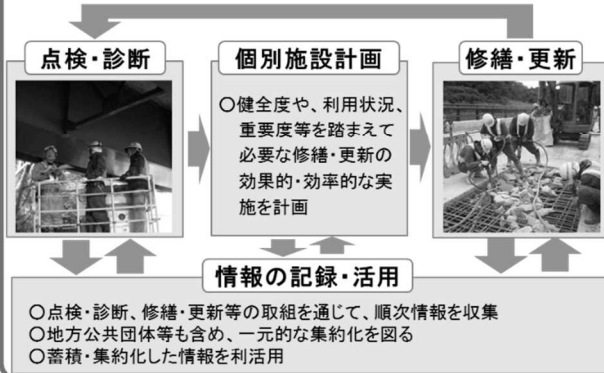 点検・診断
個別施設計画
修繕・更新
○健全度や、利用状況、
重要度等を踏まえて
必要な修繕・更新の
効果的・効率的な実
施を計画
情報の記録・活用
○点検・診断、修繕・更新等の取組を通じて、順次情報を収集
○地方公共団体等も含め、一元的な集約化を図る
○蓄積・集約化した情報を利活用